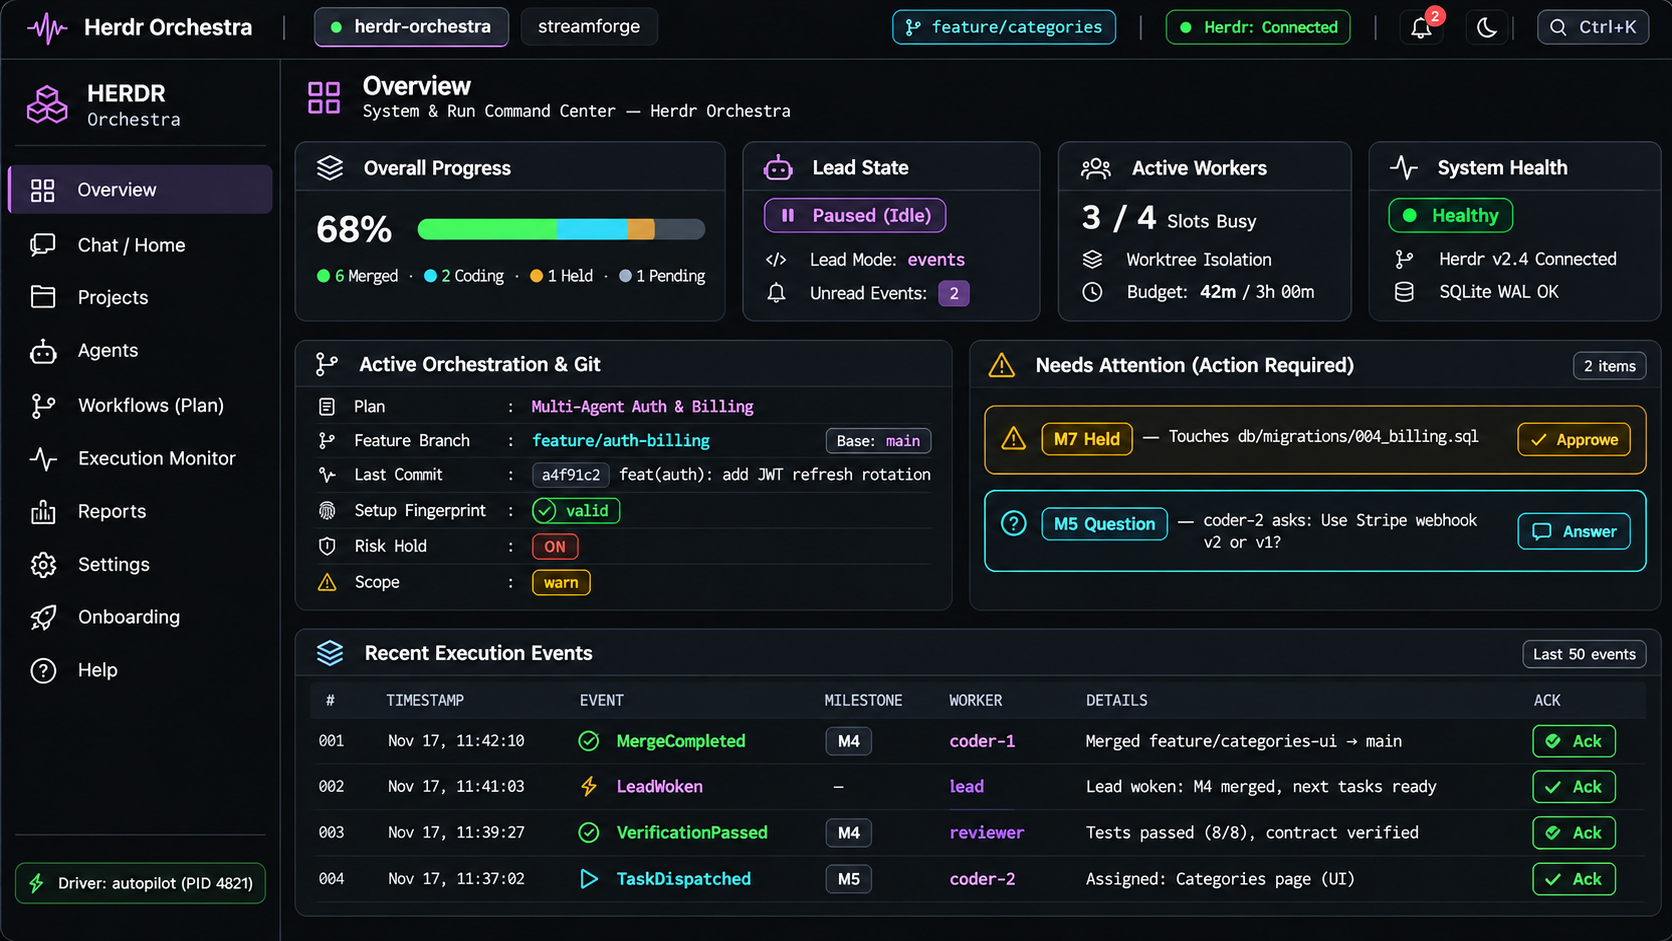 Herdr Orchestra
herdr-orchestra
streamforge
feature/categories
Herdr: Connected
2
Ctrl+K
HERDR
Orchestra
Overview
Chat / Home
Projects
Agents
Workflows (Plan)
Execution Monitor
Reports
Settings
Onboarding
Help
Driver: autopilot (PID 4821)
Overview
System & Run Command Center — Herdr Orchestra
Overall Progress
68%
6 Merged · 2 Coding · 1 Held · 1 Pending
Lead State
Paused (Idle)
Lead Mode: events
Unread Events: 2
Active Workers
3 / 4 Slots Busy
Worktree Isolation
Budget: 42m / 3h 00m
System Health
Healthy
Herdr v2.4 Connected
SQLite WAL OK
Active Orchestration & Git
Plan : Multi-Agent Auth & Billing
Feature Branch : feature/auth-billing Base: main
Last Commit : a4f91c2 feat(auth): add JWT refresh rotation
Setup Fingerprint : valid
Risk Hold : ON
Scope : warn
Needs Attention (Action Required) 2 items
M7 Held — Touches db/migrations/004_billing.sql Approwe
M5 Question — coder-2 asks: Use Stripe webhook
v2 or v1?
Answer
Recent Execution Events Last 50 events
# TIMESTAMP EVENT MILESTONE WORKER DETAILS ACK
001 Nov 17, 11:42:10 MergeCompleted M4 coder-1 Merged feature/categories-ui → main Ack
002 Nov 17, 11:41:03 LeadWoken — lead Lead woken: M4 merged, next tasks ready Ack
003 Nov 17, 11:39:27 VerificationPassed M4 reviewer Tests passed (8/8), contract verified Ack
004 Nov 17, 11:37:02 TaskDispatched M5 coder-2 Assigned: Categories page (UI) Ack